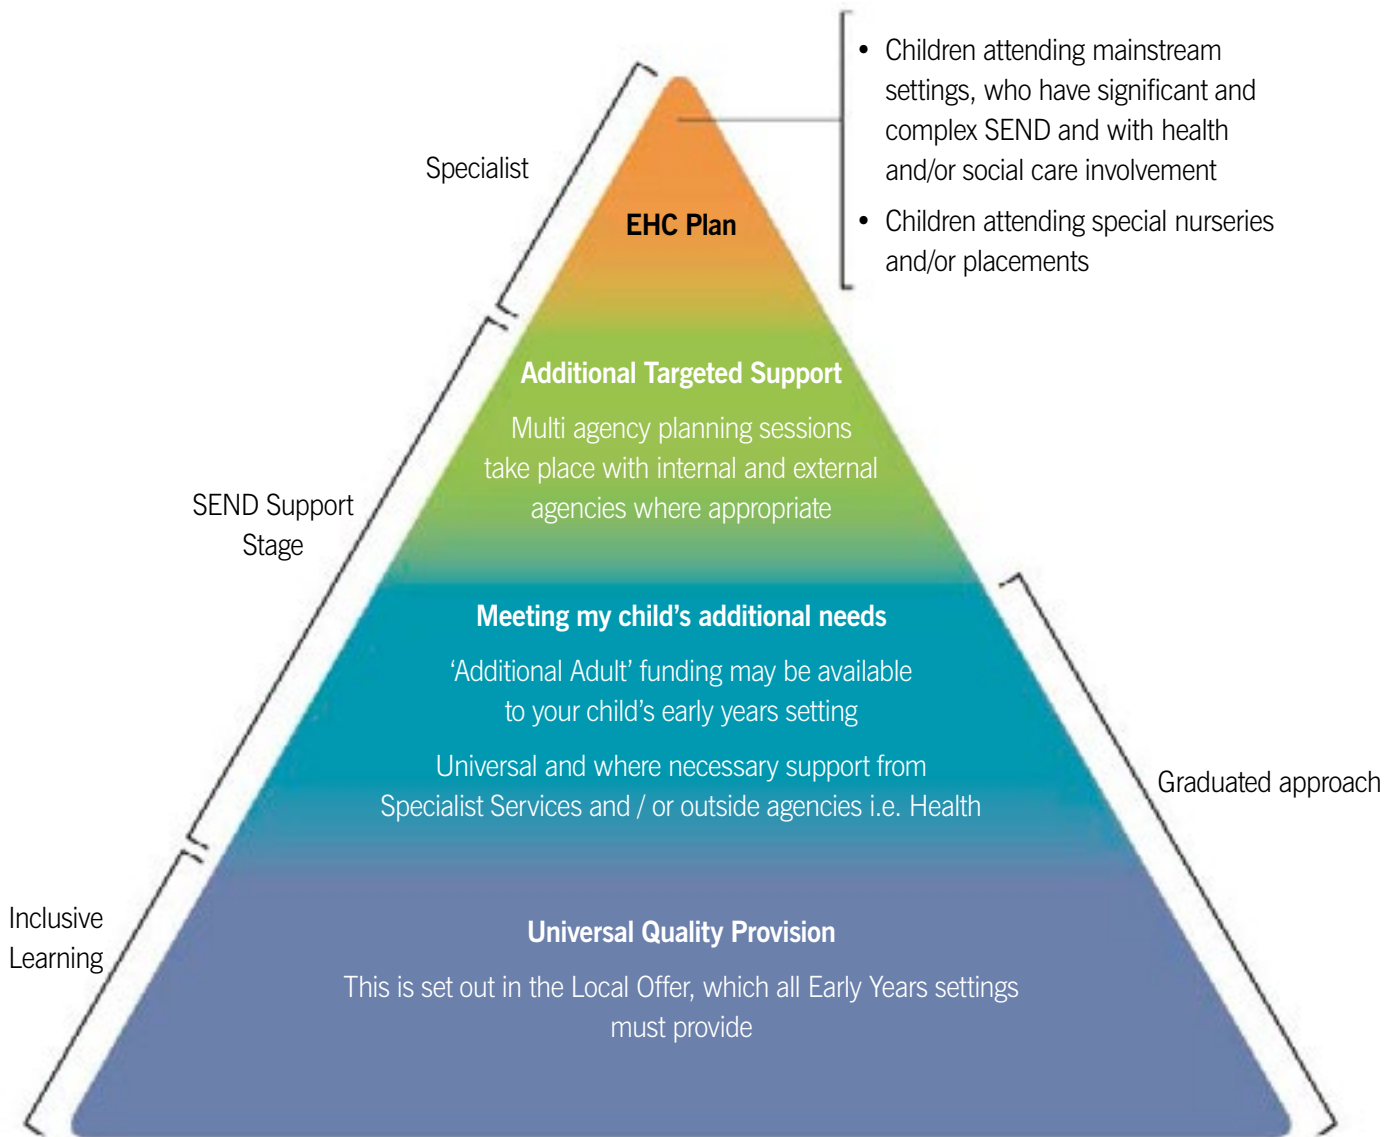 • Children attending mainstream
settings, who have significant and
complex SEND and with health
and/or social care involvement
• Children attending special nurseries
and/or placements
Specialist
EHC Plan
Additional Targeted Support
Multi agency planning sessions
take place with internal and external
agencies where appropriate
SEND Support
Stage
Meeting my child’s additional needs
‘Additional Adult’ funding may be available
to your child’s early years setting
Universal and where necessary support from
Specialist Services and / or outside agencies i.e. Health
Graduated approach
Inclusive
Learning
Universal Quality Provision
This is set out in the Local Offer, which all Early Years settings
must provide